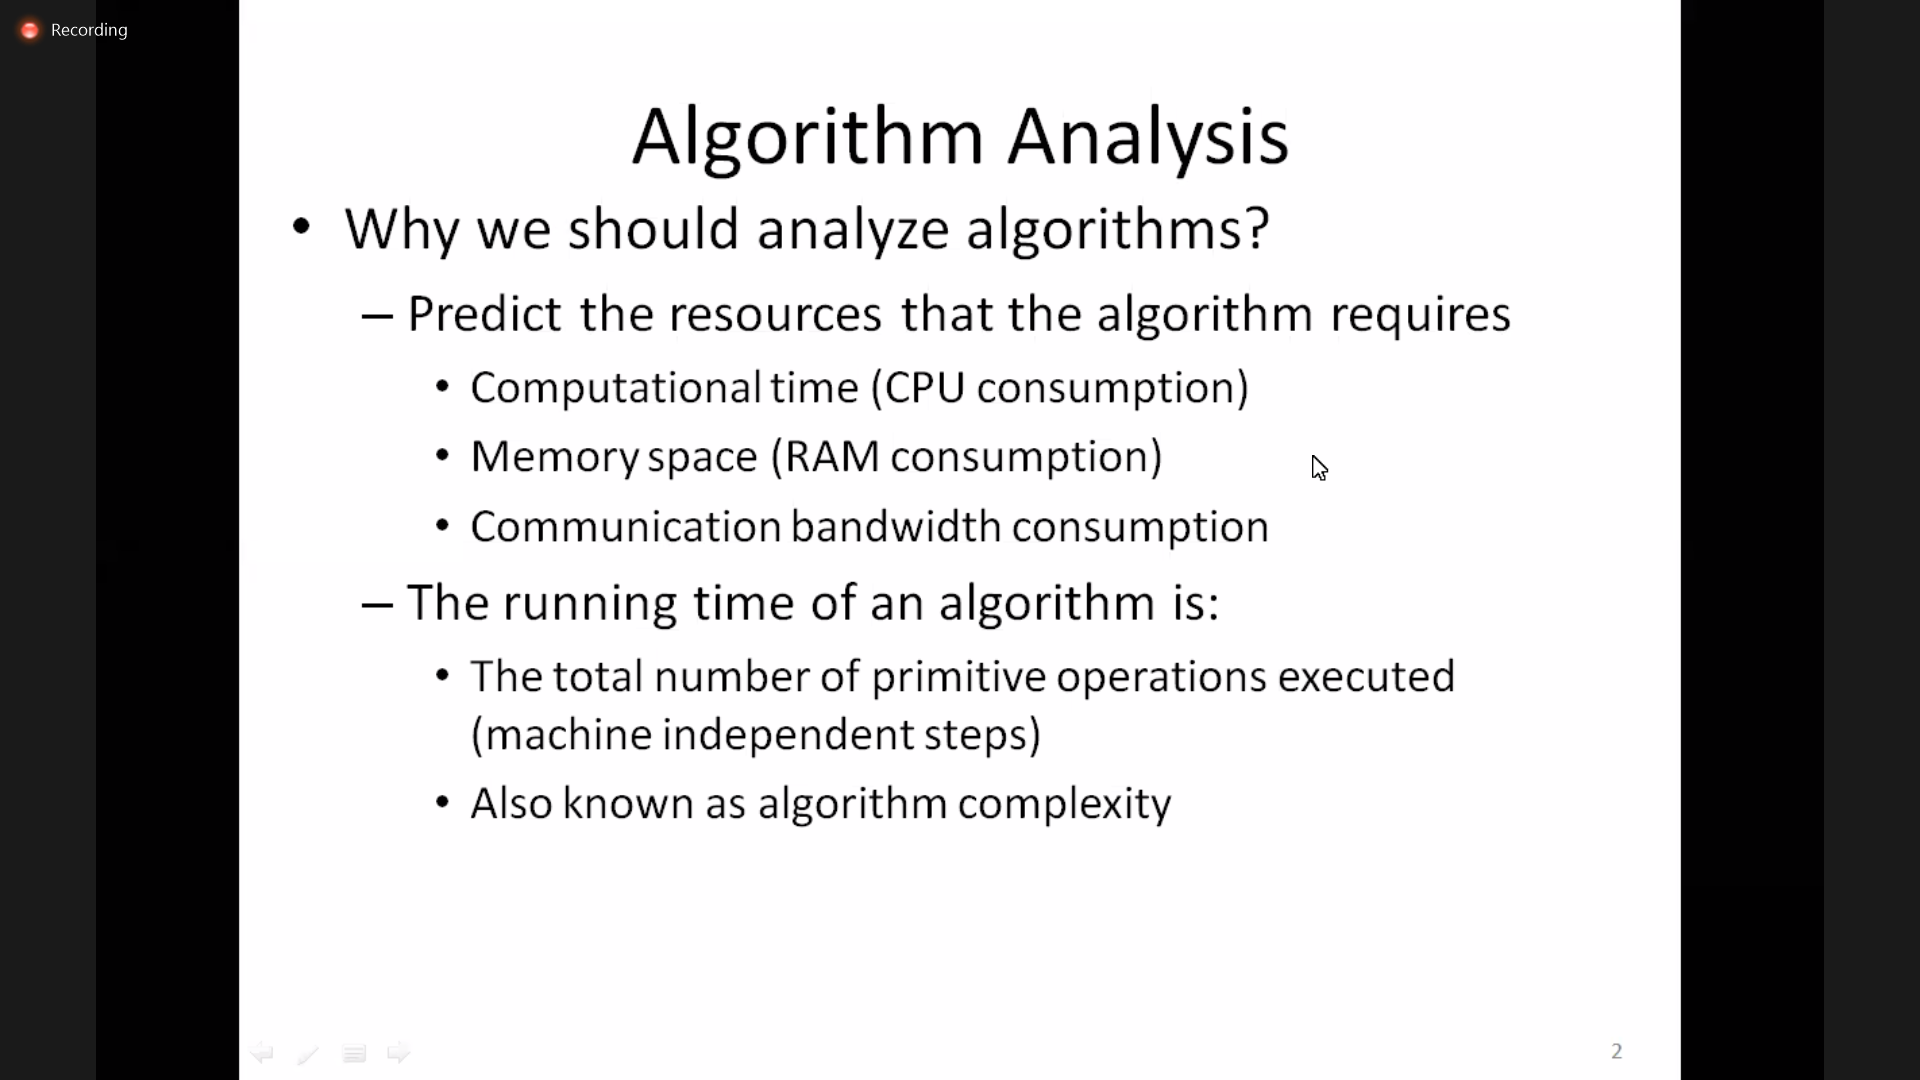 Recording
Algorithm Analysis
• Why we should analyze algorithms?
– Predict the resources that the algorithm requires
• Computational time (CPU consumption)
• Memory space (RAM consumption)
• Communication bandwidth consumption
– The running time of an algorithm is:
• The total number of primitive operations executed
(machine independent steps)
• Also known as algorithm complexity
2